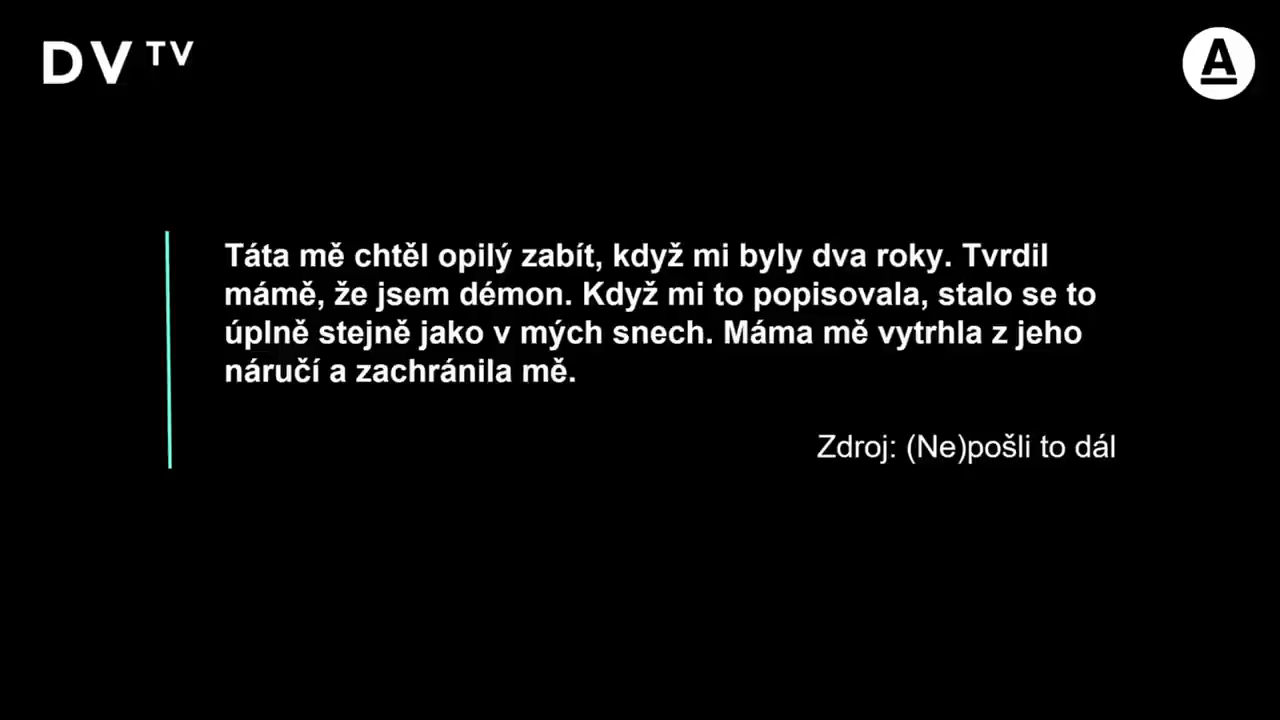 DVTV
A
Táta mě chtěl opilý zabít, když mi byly dva roky. Tvrdil
mámě, že jsem démon. Když mi to popisovala, stalo se to
úplně stejně jako v mých snech. Máma mě vytrhla z jeho
náručí a zachránila mě.
Zdroj: (Ne)pošli to dál